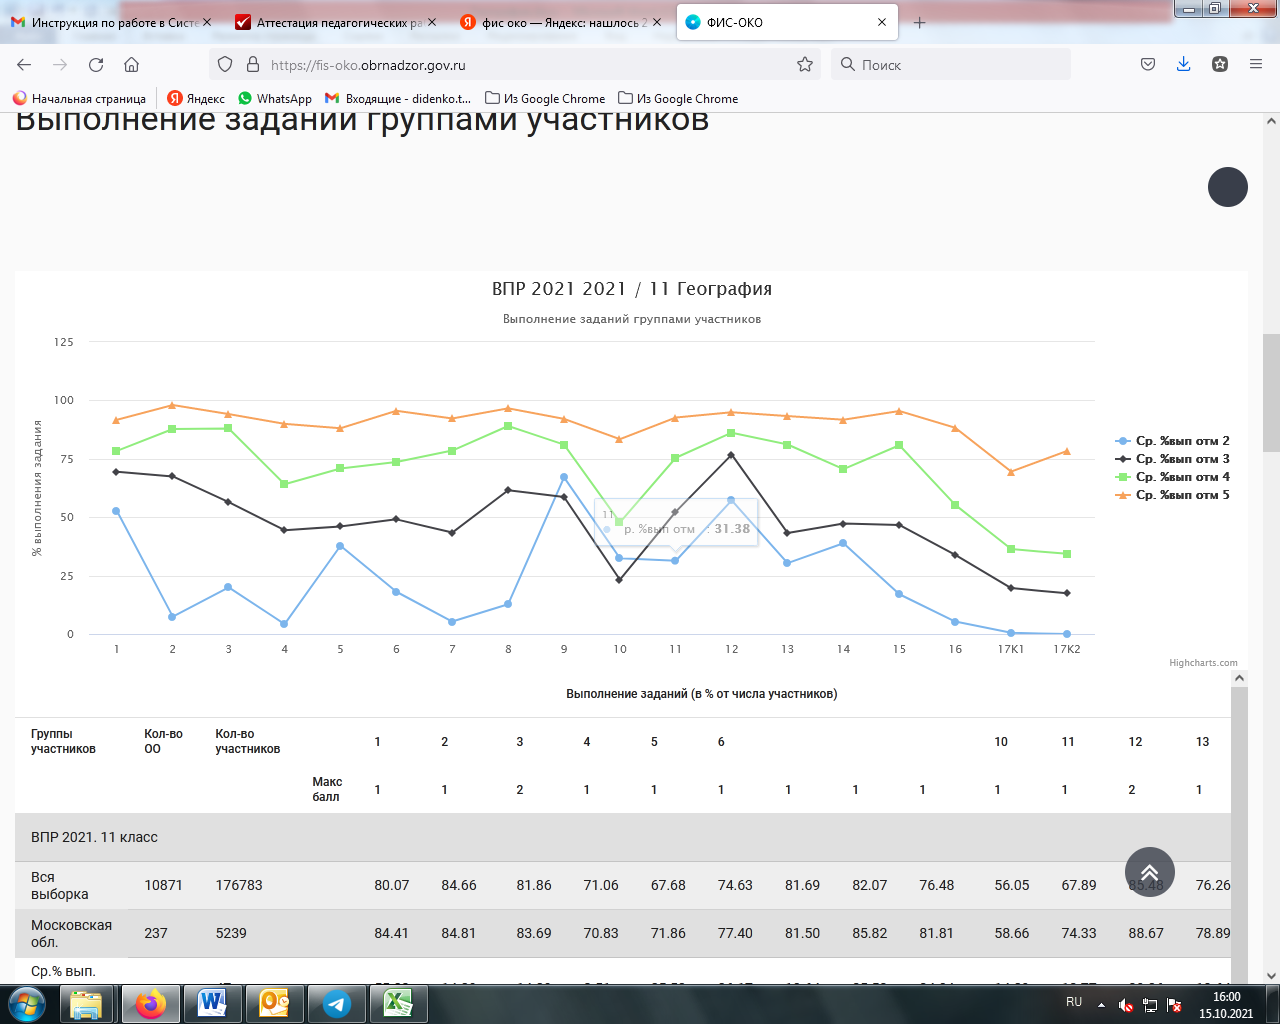 Инструкция по работе в Систе
Аттестация педагогических ра
фис око — Яндекс: нашлось 2
ФИС-ОКО
https://fis-oko.obrnadzor.gov.ru
Поиск
Начальная страница
Яндекс
WhatsApp
Входящие - didenko.t...
Из Google Chrome
Из Google Chrome
Выполнение заданий группами участников
ВПР 2021 2021 / 11 География
Выполнение заданий группами участников
% выполнения задания
125
100
75
50
25
0
1 2 3 4 5 6 7 8 9 10 11 12 13 14 15 16 17К1 17К2
11
р. %вып отм : 31.38
Ср. %вып отм 2
Ср. %вып отм 3
Ср. %вып отм 4
Ср. %вып отм 5
Highcharts.com
Выполнение заданий (в % от числа участников)
Группы участников Кол-во ОО Кол-во участников 1 2 3 4 5 6 10 11 12 13
Макс балл 1 1 2 1 1 1 1 1 1 1 1 2 1
ВПР 2021. 11 класс
Вся выборка 10871 176783 80.07 84.66 81.86 71.06 67.68 74.63 81.69 82.07 76.48 56.05 67.89 85.48 76.26
Московская обл. 237 5239 84.41 84.81 83.69 70.83 71.86 77.40 81.50 85.82 81.81 58.66 74.33 88.67 78.89
Ср.% вып.
RU
16:00
15.10.2021